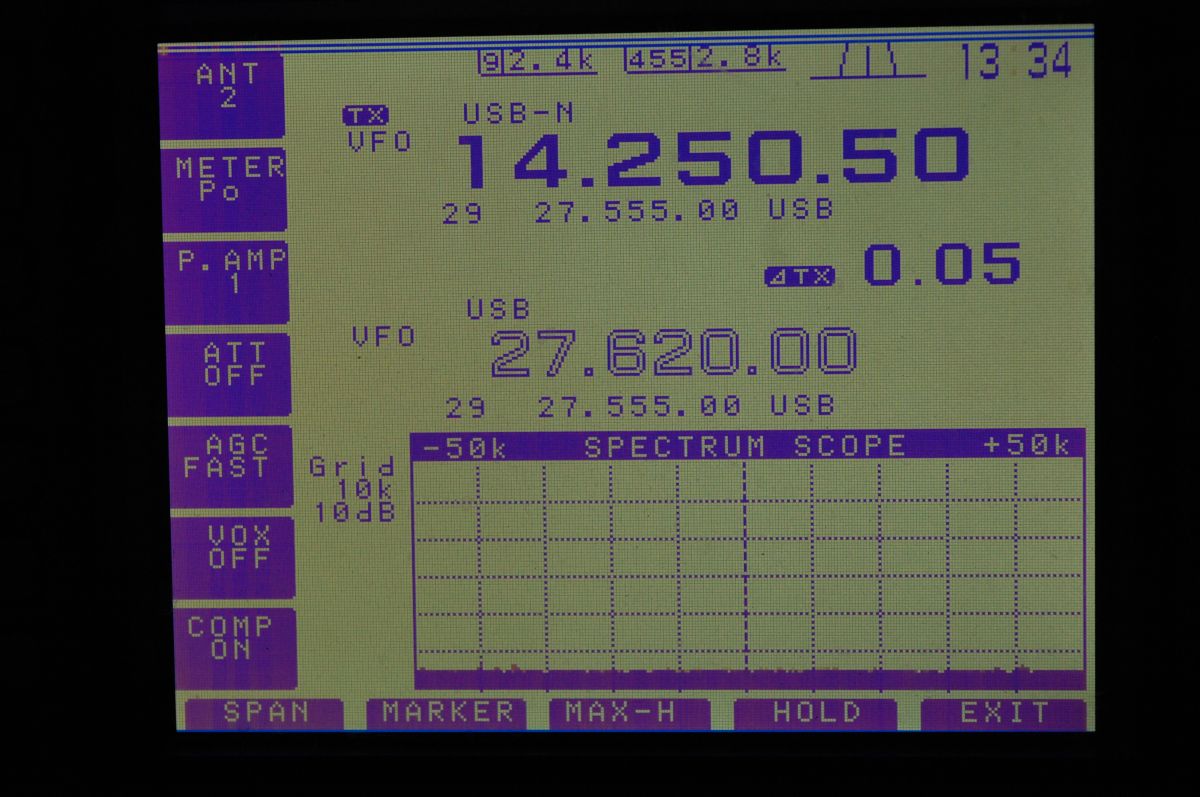 ANT
2
METER
Po
P.AMP
1
ATT
OFF
AGC
FAST
VOX
OFF
COMP
ON
9 2.4k 455 2.8k 13 34
TX USB-N
VFO 14.250.50
29 27.555.00 USB
⊿TX 0.05
USB
VFO 27.620.00
29 27.555.00 USB
-50k SPECTRUM SCOPE +50k
Grid
10k
10dB
SPAN MARKER MAX-H HOLD EXIT